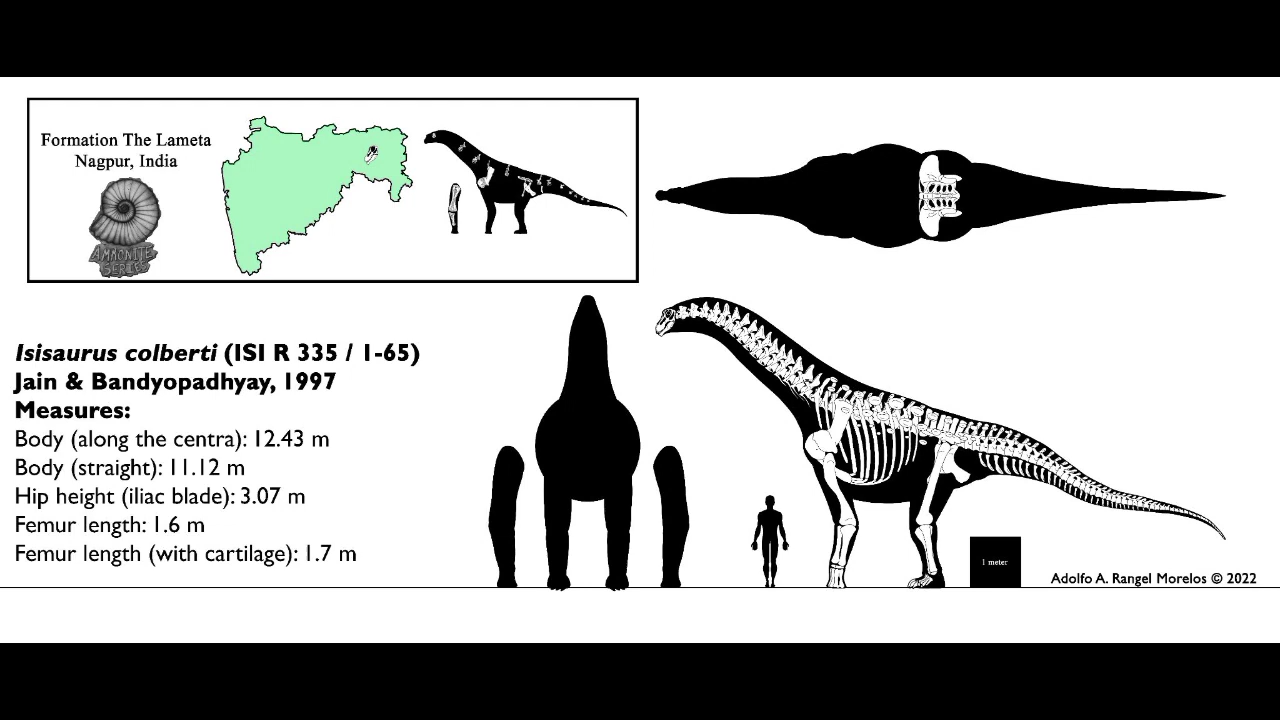 Formation The Lameta
Nagpur, India
AMMONITE
SERIES
Isisaurus colberti (ISI R 335 / 1-65)
Jain & Bandyopadhyay, 1997
Measures:
Body (along the centra): 12.43 m
Body (straight): 11.12 m
Hip height (iliac blade): 3.07 m
Femur length: 1.6 m
Femur length (with cartilage): 1.7 m
1 meter
Adolfo A. Rangel Morelos © 2022